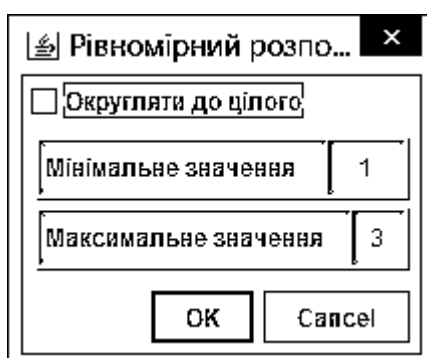 Рівномірний розпо...
Округляти до цілого
Мінімальне значення 1
Максимальне значення 3
OK Cancel